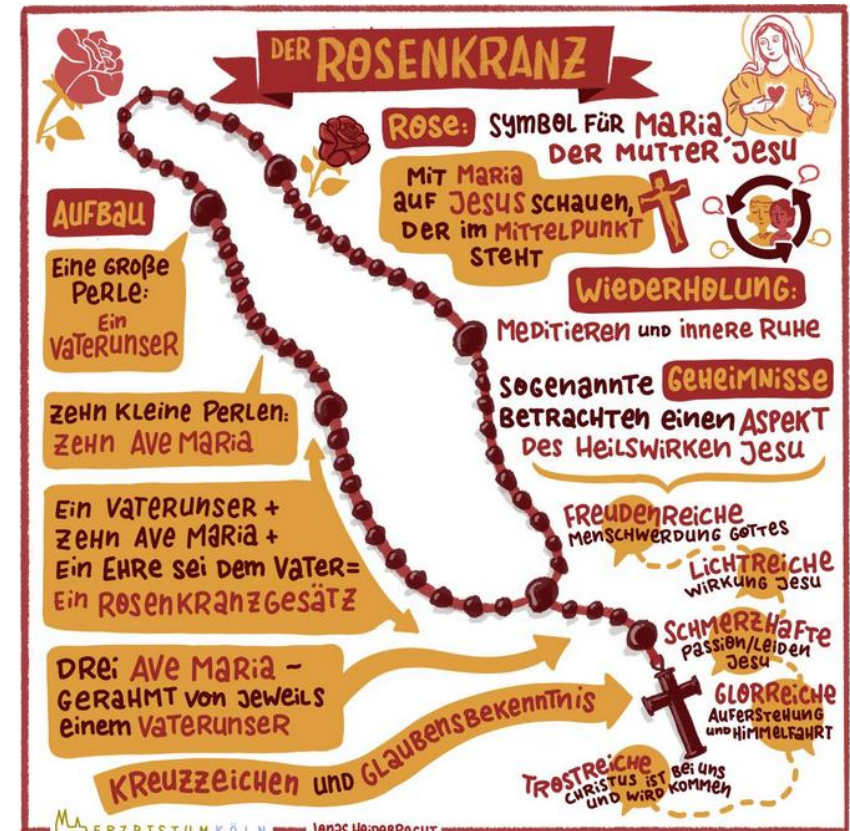 DER ROSENKRANZ
ROSE: SYMBOL FÜR MARIA,
DER MUTTER JESU
MIT MARIA
AUF JESUS SCHAUEN,
DER IM MITTELPUNKT
STEHT
AUFBAU
EINE GROßE
PERLE:
EIN
VATERUNSER
WIEDERHOLUNG:
MEDITIEREN UND INNERE RUHE
ZEHN KLEINE PERLEN:
ZEHN AVE MARIA
SOGENANNTE GEHEIMNISSE
BETRACHTEN EINEN ASPEKT
DES HEILSWIRKEN JESU
EIN VATERUNSER +
ZEHN AVE MARIA +
EIN EHRE SEI DEM VATER=
EIN ROSENKRANZGESÄTZ
FREUDENREICHE
MENSCHWERDUNG GOTTES
LICHTREICHE
WIRKUNG JESU
SCHMERZHAFTE
PASSION/LEIDEN
JESU
GLORREICHE
AUFERSTEHUNG
UND HIMMELFAHRT
TROSTREICHE
CHRISTUS IST BEI UNS
UND WIRD KOMMEN
DREI AVE MARIA –
GERAHMT VON JEWEILS
EINEM VATERUNSER
KREUZZEICHEN UND GLAUBENSBEKENNTNIS
ERZBISTUM KÖLN
JONAS HEIDEBRECHT